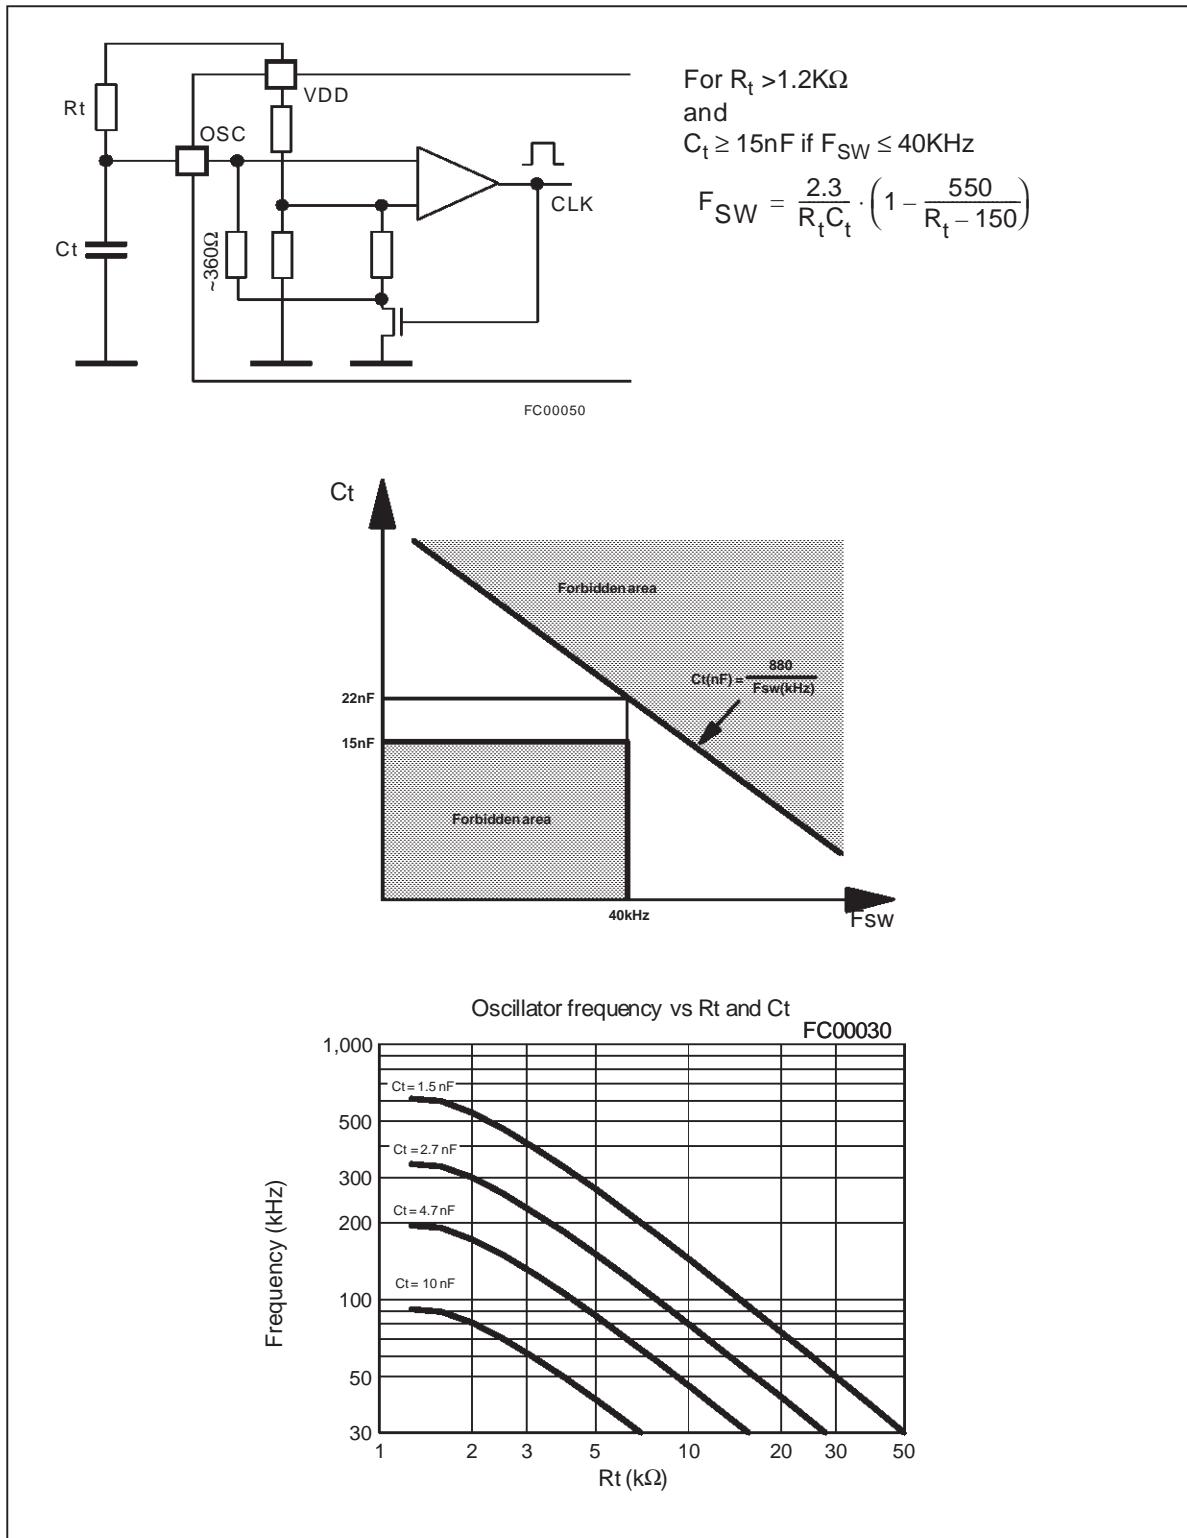 For Rt >1.2KΩ
and
Ct ≥ 15nF if FSW ≤ 40KHz
FSW = 2.3 / RtCt · (1 − 550 / Rt − 150)
Rt
VDD
OSC
CLK
Ct
~360Ω
FC00050
Ct
Forbidden area
Ct(nF) = 880 / Fsw(kHz)
22nF
15nF
Forbidden area
40kHz
Fsw
Oscillator frequency vs Rt and Ct
FC00030
1,000
Ct = 1.5 nF
500
Ct = 2.7 nF
300
Ct = 4.7 nF
200
Ct = 10 nF
100
50
30
Frequency (kHz)
1 2 3 5 10 20 30 50
Rt (kΩ)